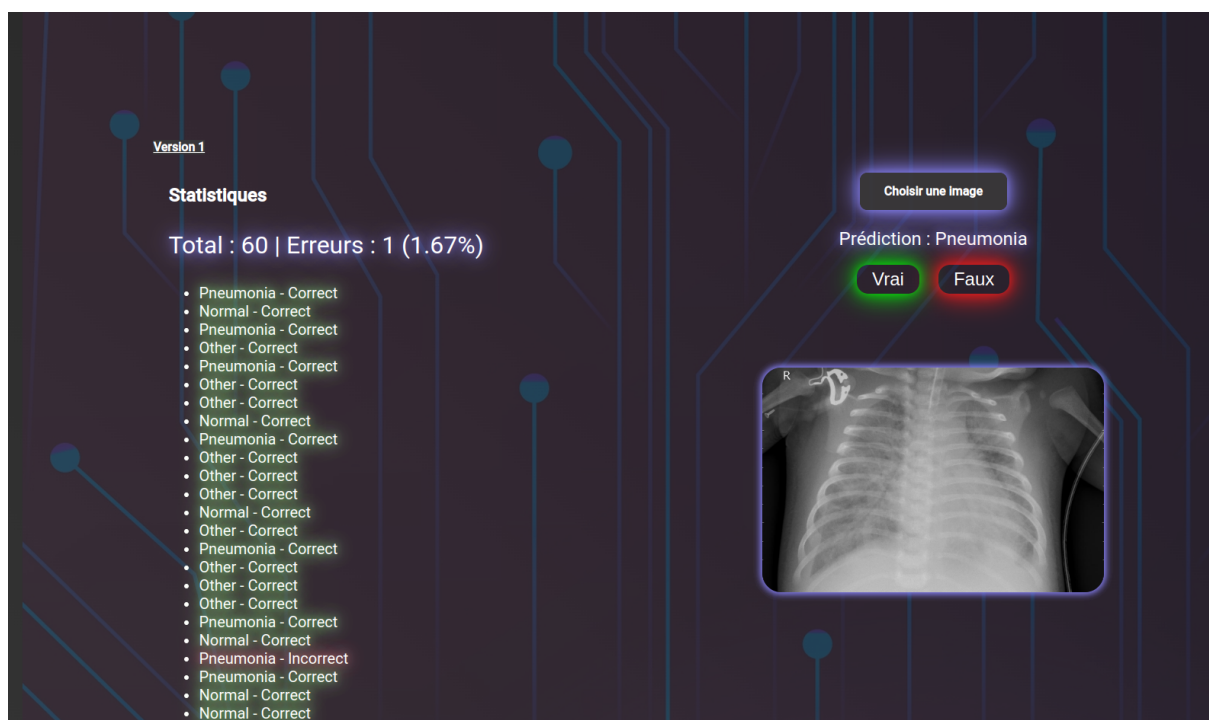 Version 1
Statistiques
Total : 60 | Erreurs : 1 (1.67%)
Pneumonia - Correct
Normal - Correct
Pneumonia - Correct
Other - Correct
Pneumonia - Correct
Other - Correct
Other - Correct
Normal - Correct
Pneumonia - Correct
Other - Correct
Other - Correct
Other - Correct
Normal - Correct
Other - Correct
Pneumonia - Correct
Other - Correct
Other - Correct
Other - Correct
Pneumonia - Correct
Normal - Correct
Pneumonia - Incorrect
Pneumonia - Correct
Normal - Correct
Normal - Correct
Choisir une image
Prédiction : Pneumonia
Vrai Faux
R